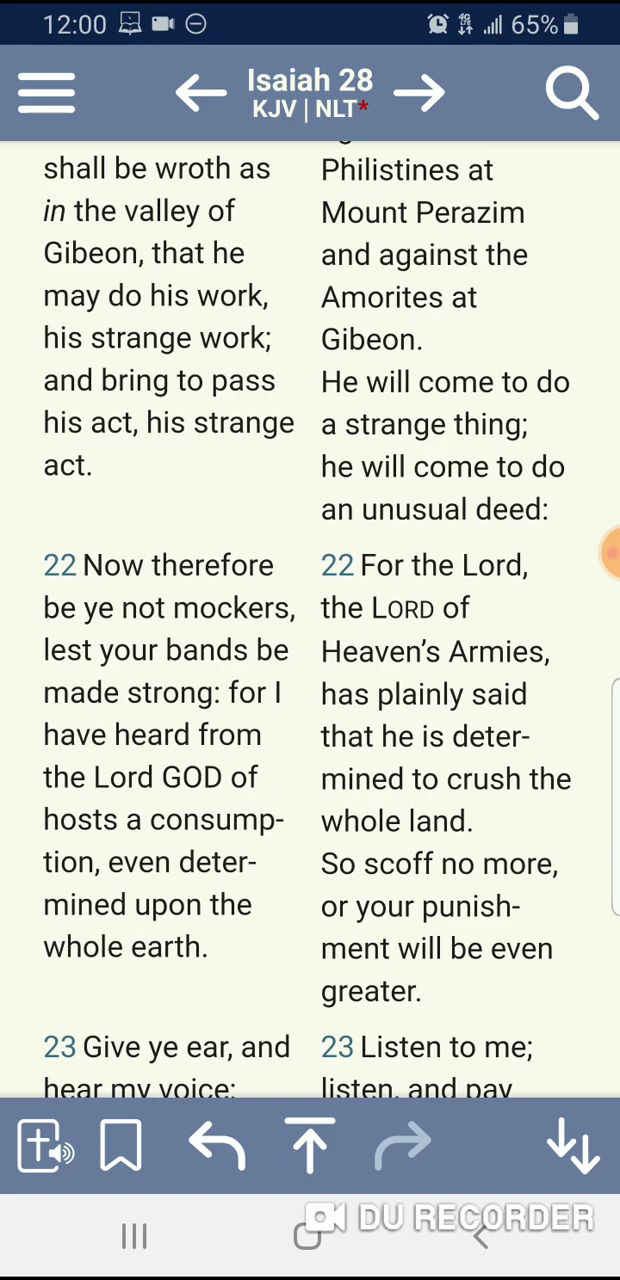 12:00
65%
Isaiah 28
KJV | NLT*
shall be wroth as
in the valley of
Gibeon, that he
may do his work,
his strange work;
and bring to pass
his act, his strange
act.
22 Now therefore
be ye not mockers,
lest your bands be
made strong: for I
have heard from
the Lord GOD of
hosts a consump-
tion, even deter-
mined upon the
whole earth.
23 Give ye ear, and
hear my voice;
Philistines at
Mount Perazim
and against the
Amorites at
Gibeon.
He will come to do
a strange thing;
he will come to do
an unusual deed:
22 For the Lord,
the LORD of
Heaven’s Armies,
has plainly said
that he is deter-
mined to crush the
whole land.
So scoff no more,
or your punish-
ment will be even
greater.
23 Listen to me;
listen, and pay
DU RECORDER